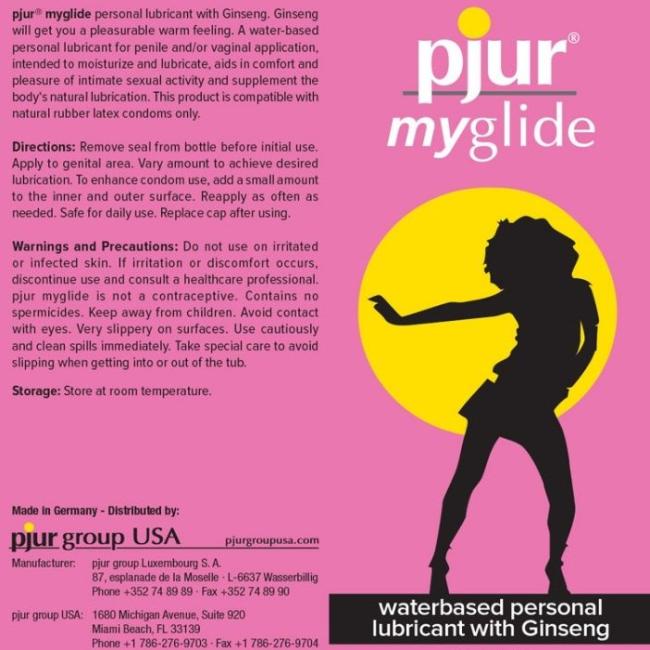 pjur® myglide personal lubricant with Ginseng. Ginseng
will get you a pleasurable warm feeling. A water-based
personal lubricant for penile and/or vaginal application,
intended to moisturize and lubricate, aids in comfort and
pleasure of intimate sexual activity and supplement the
body's natural lubrication. This product is compatible with
natural rubber latex condoms only.
Directions: Remove seal from bottle before initial use.
Apply to genital area. Vary amount to achieve desired
lubrication. To enhance condom use, add a small amount
to the inner and outer surface. Reapply as often as
needed. Safe for daily use. Replace cap after using.
Warnings and Precautions: Do not use on irritated
or infected skin. If irritation or discomfort occurs,
discontinue use and consult a healthcare professional.
pjur myglide is not a contraceptive. Contains no
spermicides. Keep away from children. Avoid contact
with eyes. Very slippery on surfaces. Use cautiously
and clean spills immediately. Take special care to avoid
slipping when getting into or out of the tub.
Storage: Store at room temperature.
Made in Germany - Distributed by:
pjur group USA pjurgroupusa.com
Manufacturer: pjur group Luxembourg S. A.
87, esplanade de la Moselle · L-6637 Wasserbillig
Phone +352 74 89 89 · Fax +352 74 89 90
pjur group USA: 1680 Michigan Avenue, Suite 920
Miami Beach, FL 33139
Phone +1 786-276-9703 · Fax +1 786-276-9704
pjur®
myglide
waterbased personal
lubricant with Ginseng